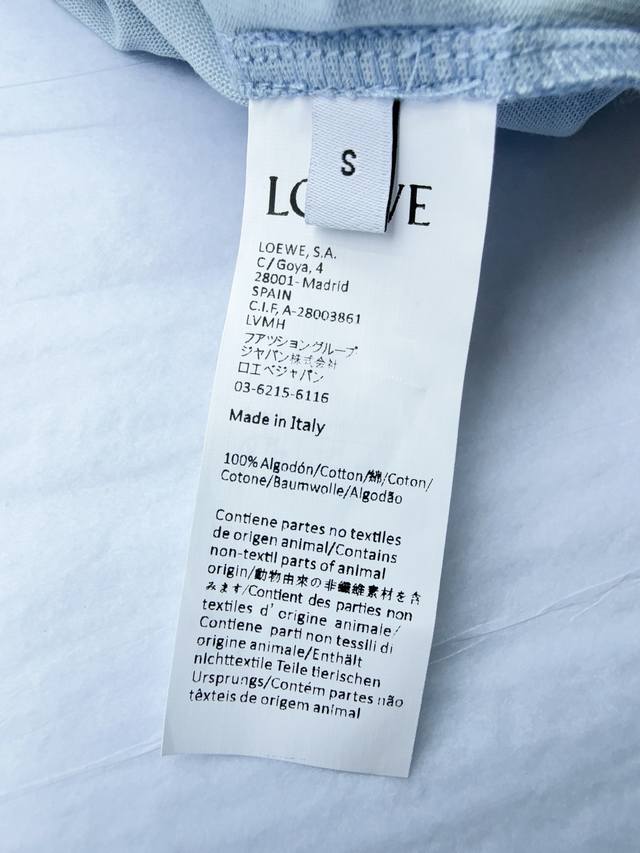 S
LOEWE
LOEWE, S.A.
C/Goya, 4
28001-Madrid
SPAIN
C.I.F, A-28003861
LVMH
フアツショングループ
ジャパン株式会社
ロエベジャパン
03-6215-6116
Made in Italy
100% Algodón/Cotton/綿/Coton/
Cotone/Baumwolle/Algodão
Contiene partes no textiles
de origen animal/Contains
non-textil parts of animal
origin/動物由来の非繊維素材を含
みます/Contient des parties non
textiles d' origine animale/
Contiene parti non tessili di
origine animale/Enthält
nichttextile Teile tierischen
Ursprungs/Contém partes não
têxteis de origem animal